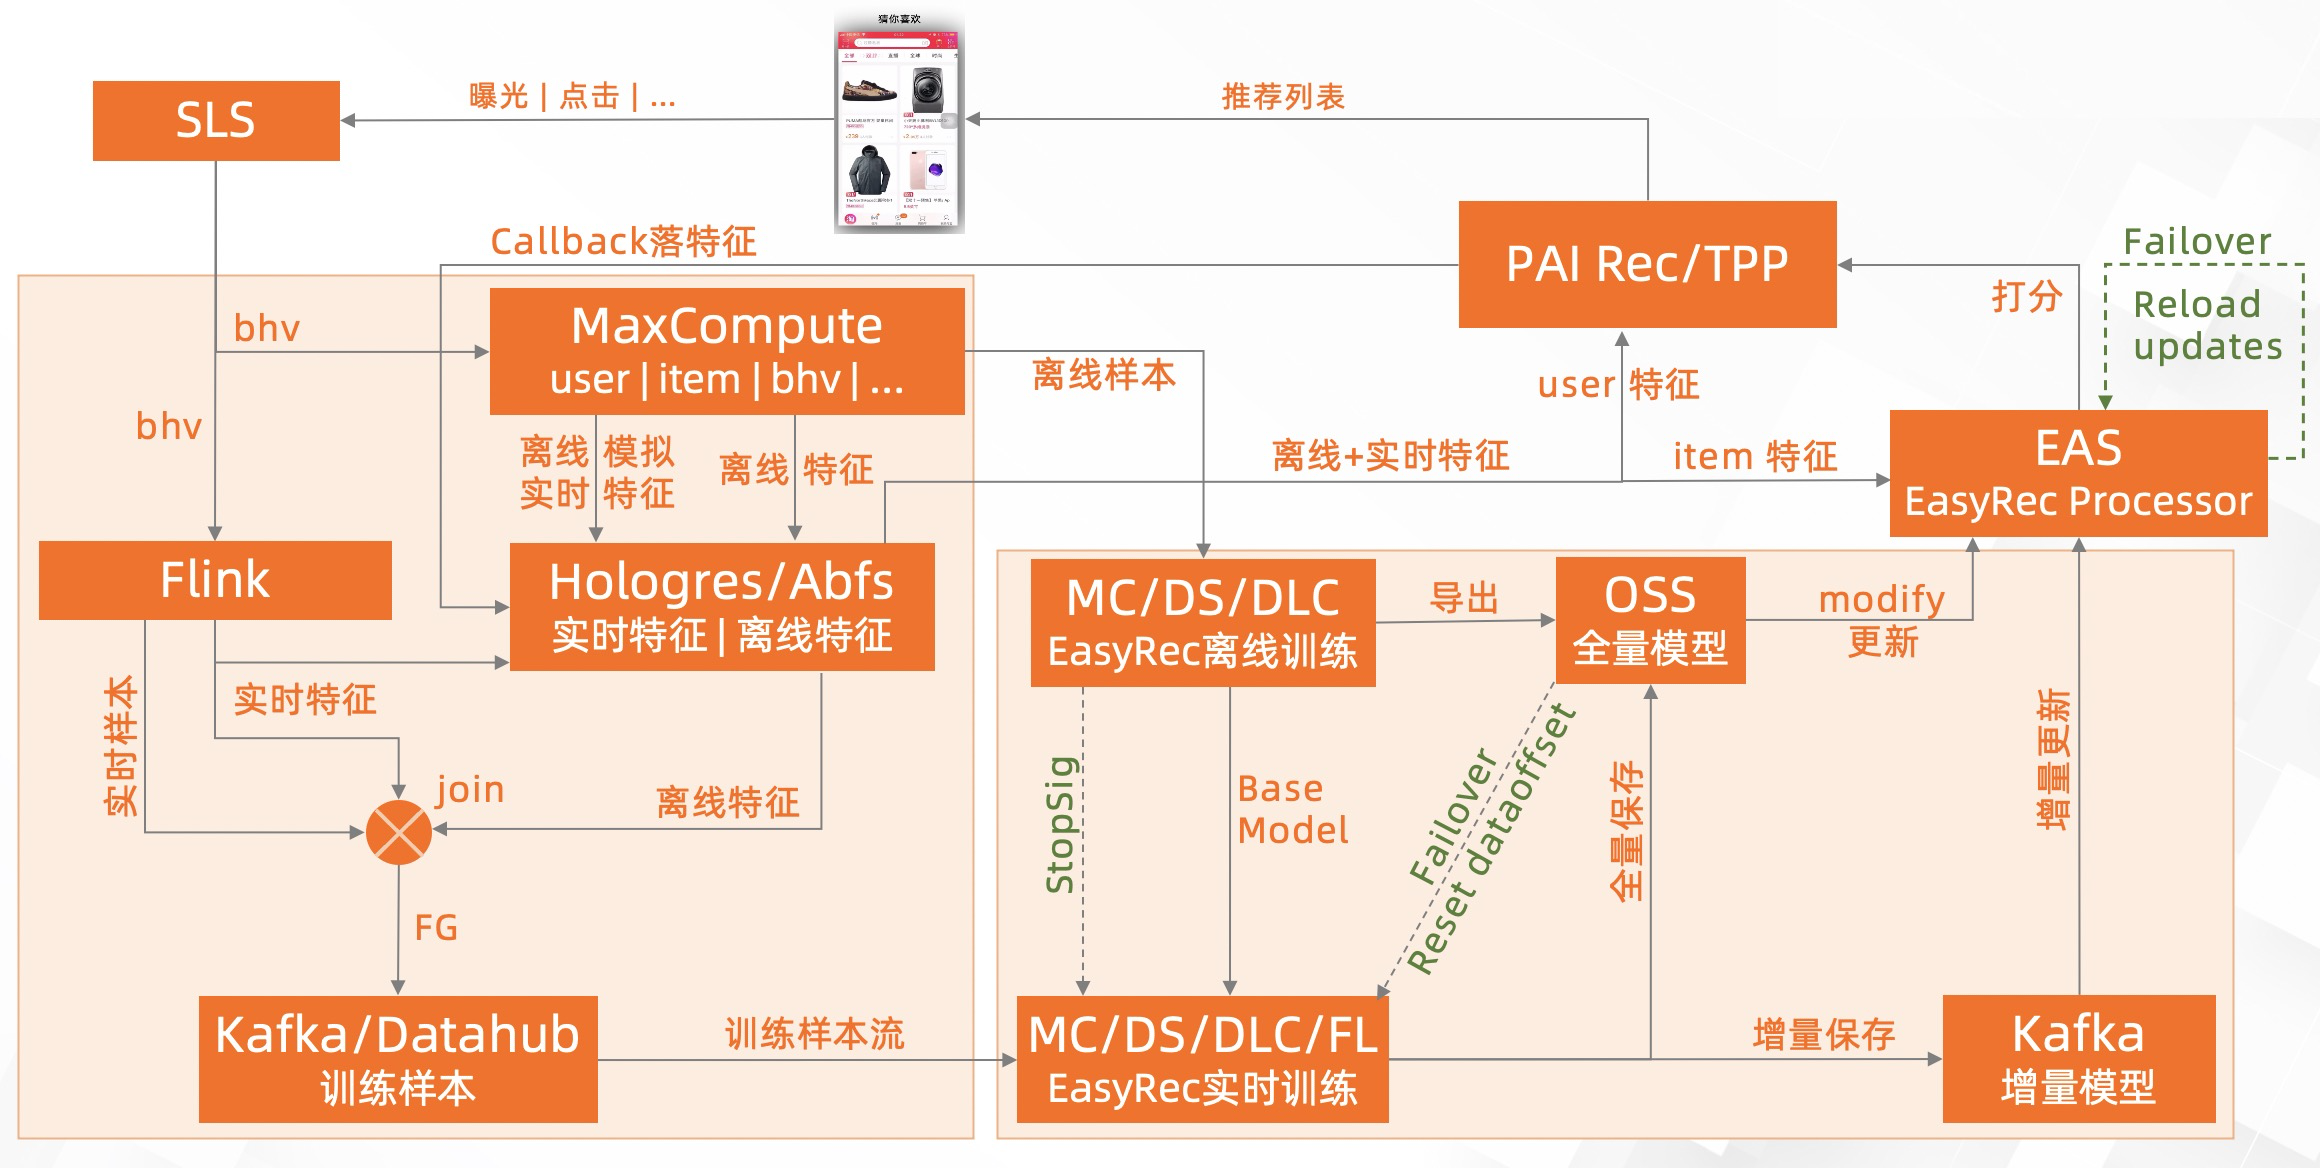 猜你喜欢
SLS
曝光 | 点击 | ...
推荐列表
Callback落特征
PAI Rec/TPP
Failover
Reload
updates
打分
bhv
MaxCompute
user | item | bhv | ...
离线样本
user 特征
bhv
离线 模拟
实时 特征
离线 特征
离线+实时特征
item 特征
EAS
EasyRec Processor
Flink
Hologres/Abfs
实时特征 | 离线特征
MC/DS/DLC
EasyRec离线训练
导出
OSS
全量模型
modify
更新
实时样本
实时特征
join
离线特征
StopSig
Base
Model
Failover
Reset dataoffset
全量保存
增量更新
FG
Kafka/Datahub
训练样本
训练样本流
MC/DS/DLC/FL
EasyRec实时训练
增量保存
Kafka
增量模型